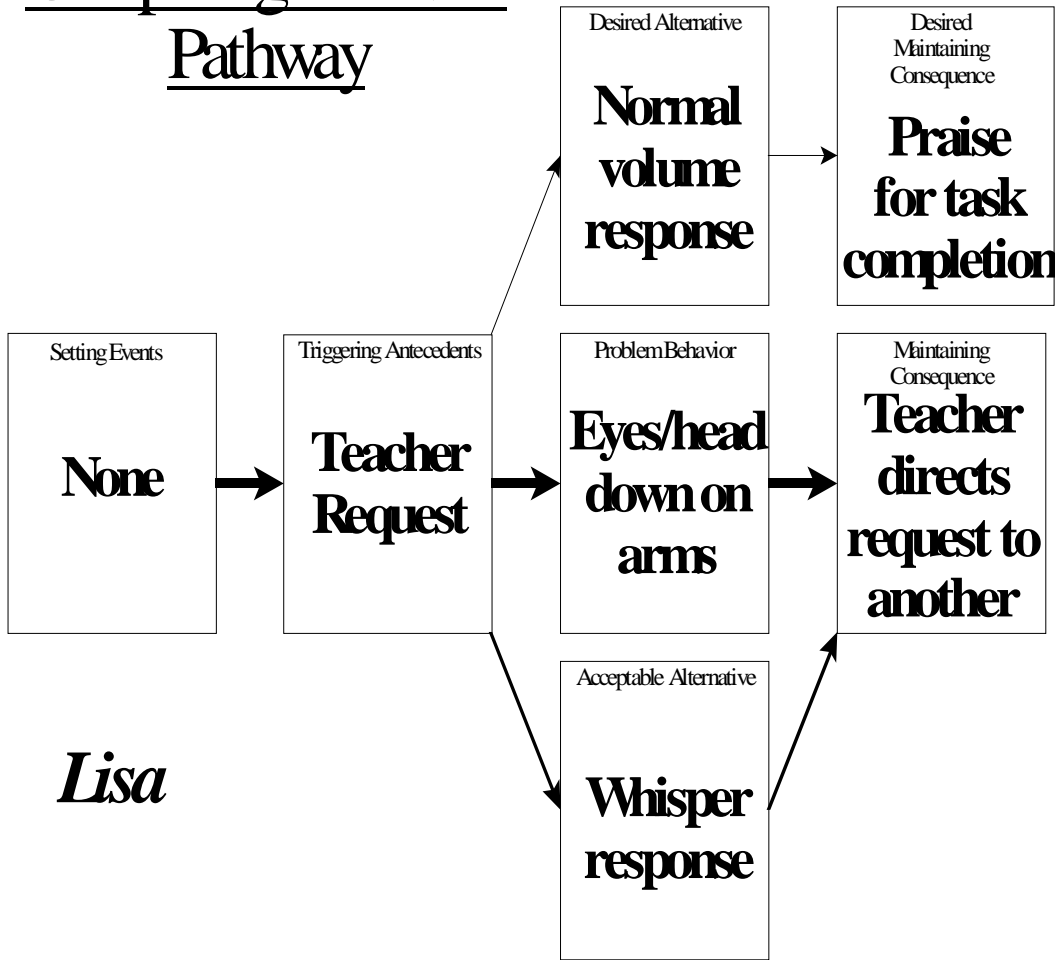 Pathway
Desired Alternative
Normal
volume
response
Desired
Maintaining
Consequence
Praise
for task
completion
Setting Events
None
Triggering Antecedents
Teacher
Request
Problem Behavior
Eyes/head
down on
arms
Maintaining
Consequence
Teacher
directs
request to
another
Acceptable Alternative
Whisper
response
Lisa